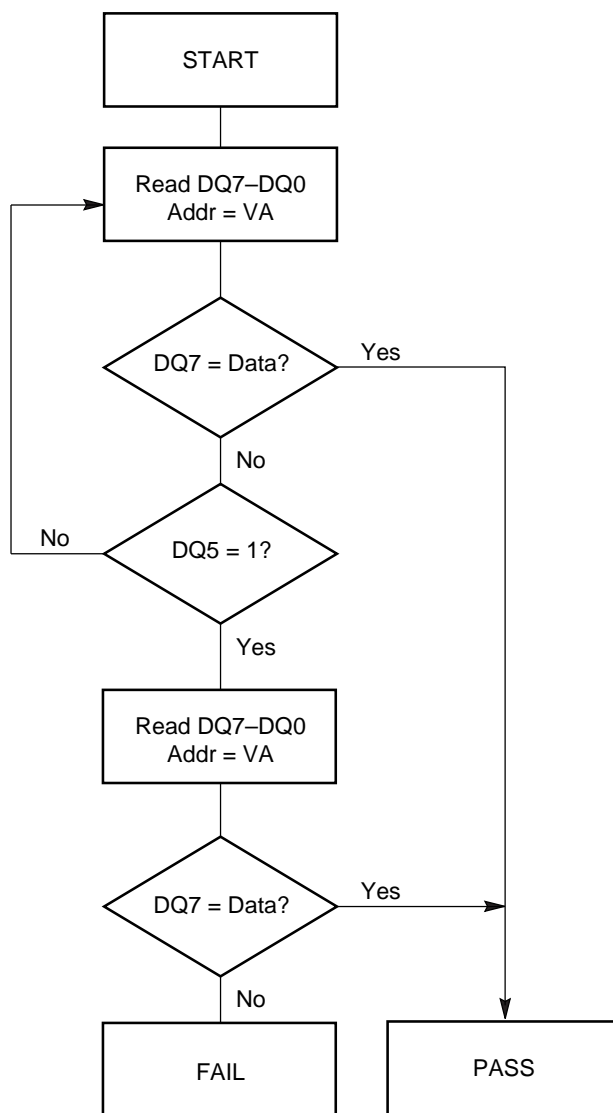 START
Read DQ7–DQ0
Addr = VA
DQ7 = Data?
Yes
No
No
DQ5 = 1?
Yes
Read DQ7–DQ0
Addr = VA
DQ7 = Data?
Yes
No
FAIL
PASS